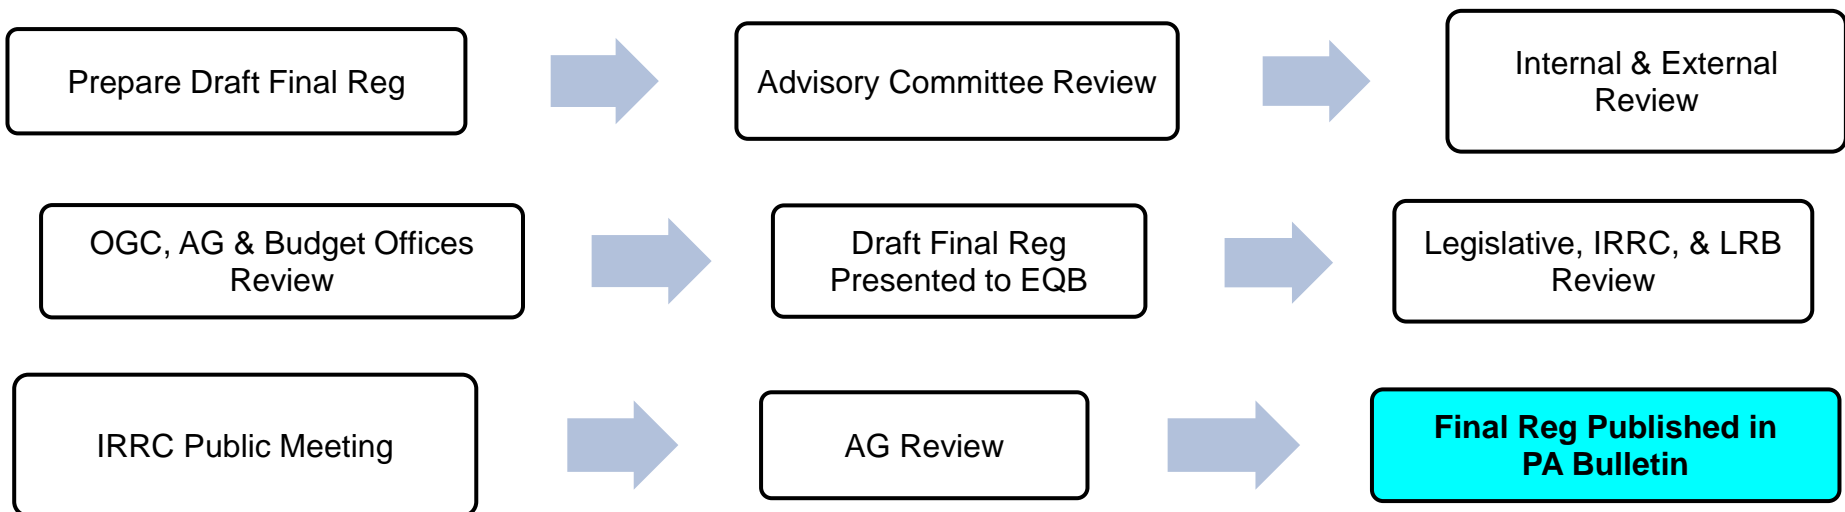 Prepare Draft Final Reg
Advisory Committee Review
Internal & External
Review
OGC, AG & Budget Offices
Review
Draft Final Reg
Presented to EQB
Legislative, IRRC, & LRB
Review
IRRC Public Meeting
AG Review
Final Reg Published in
PA Bulletin